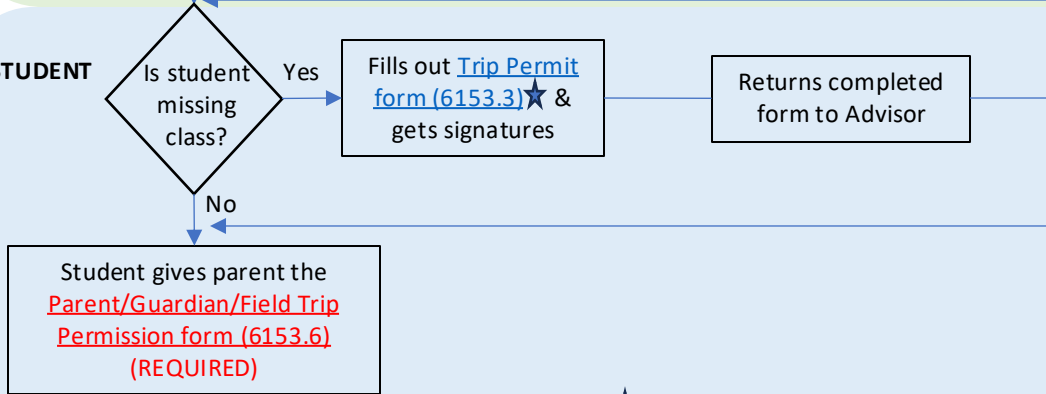 TUDENT
Is student
missing
class?
Yes
Fills out Trip Permit
form (6153.3) &
gets signatures
Returns completed
form to Advisor
No
Student gives parent the
Parent/Guardian/Field Trip
Permission form (6153.6)
(REQUIRED)